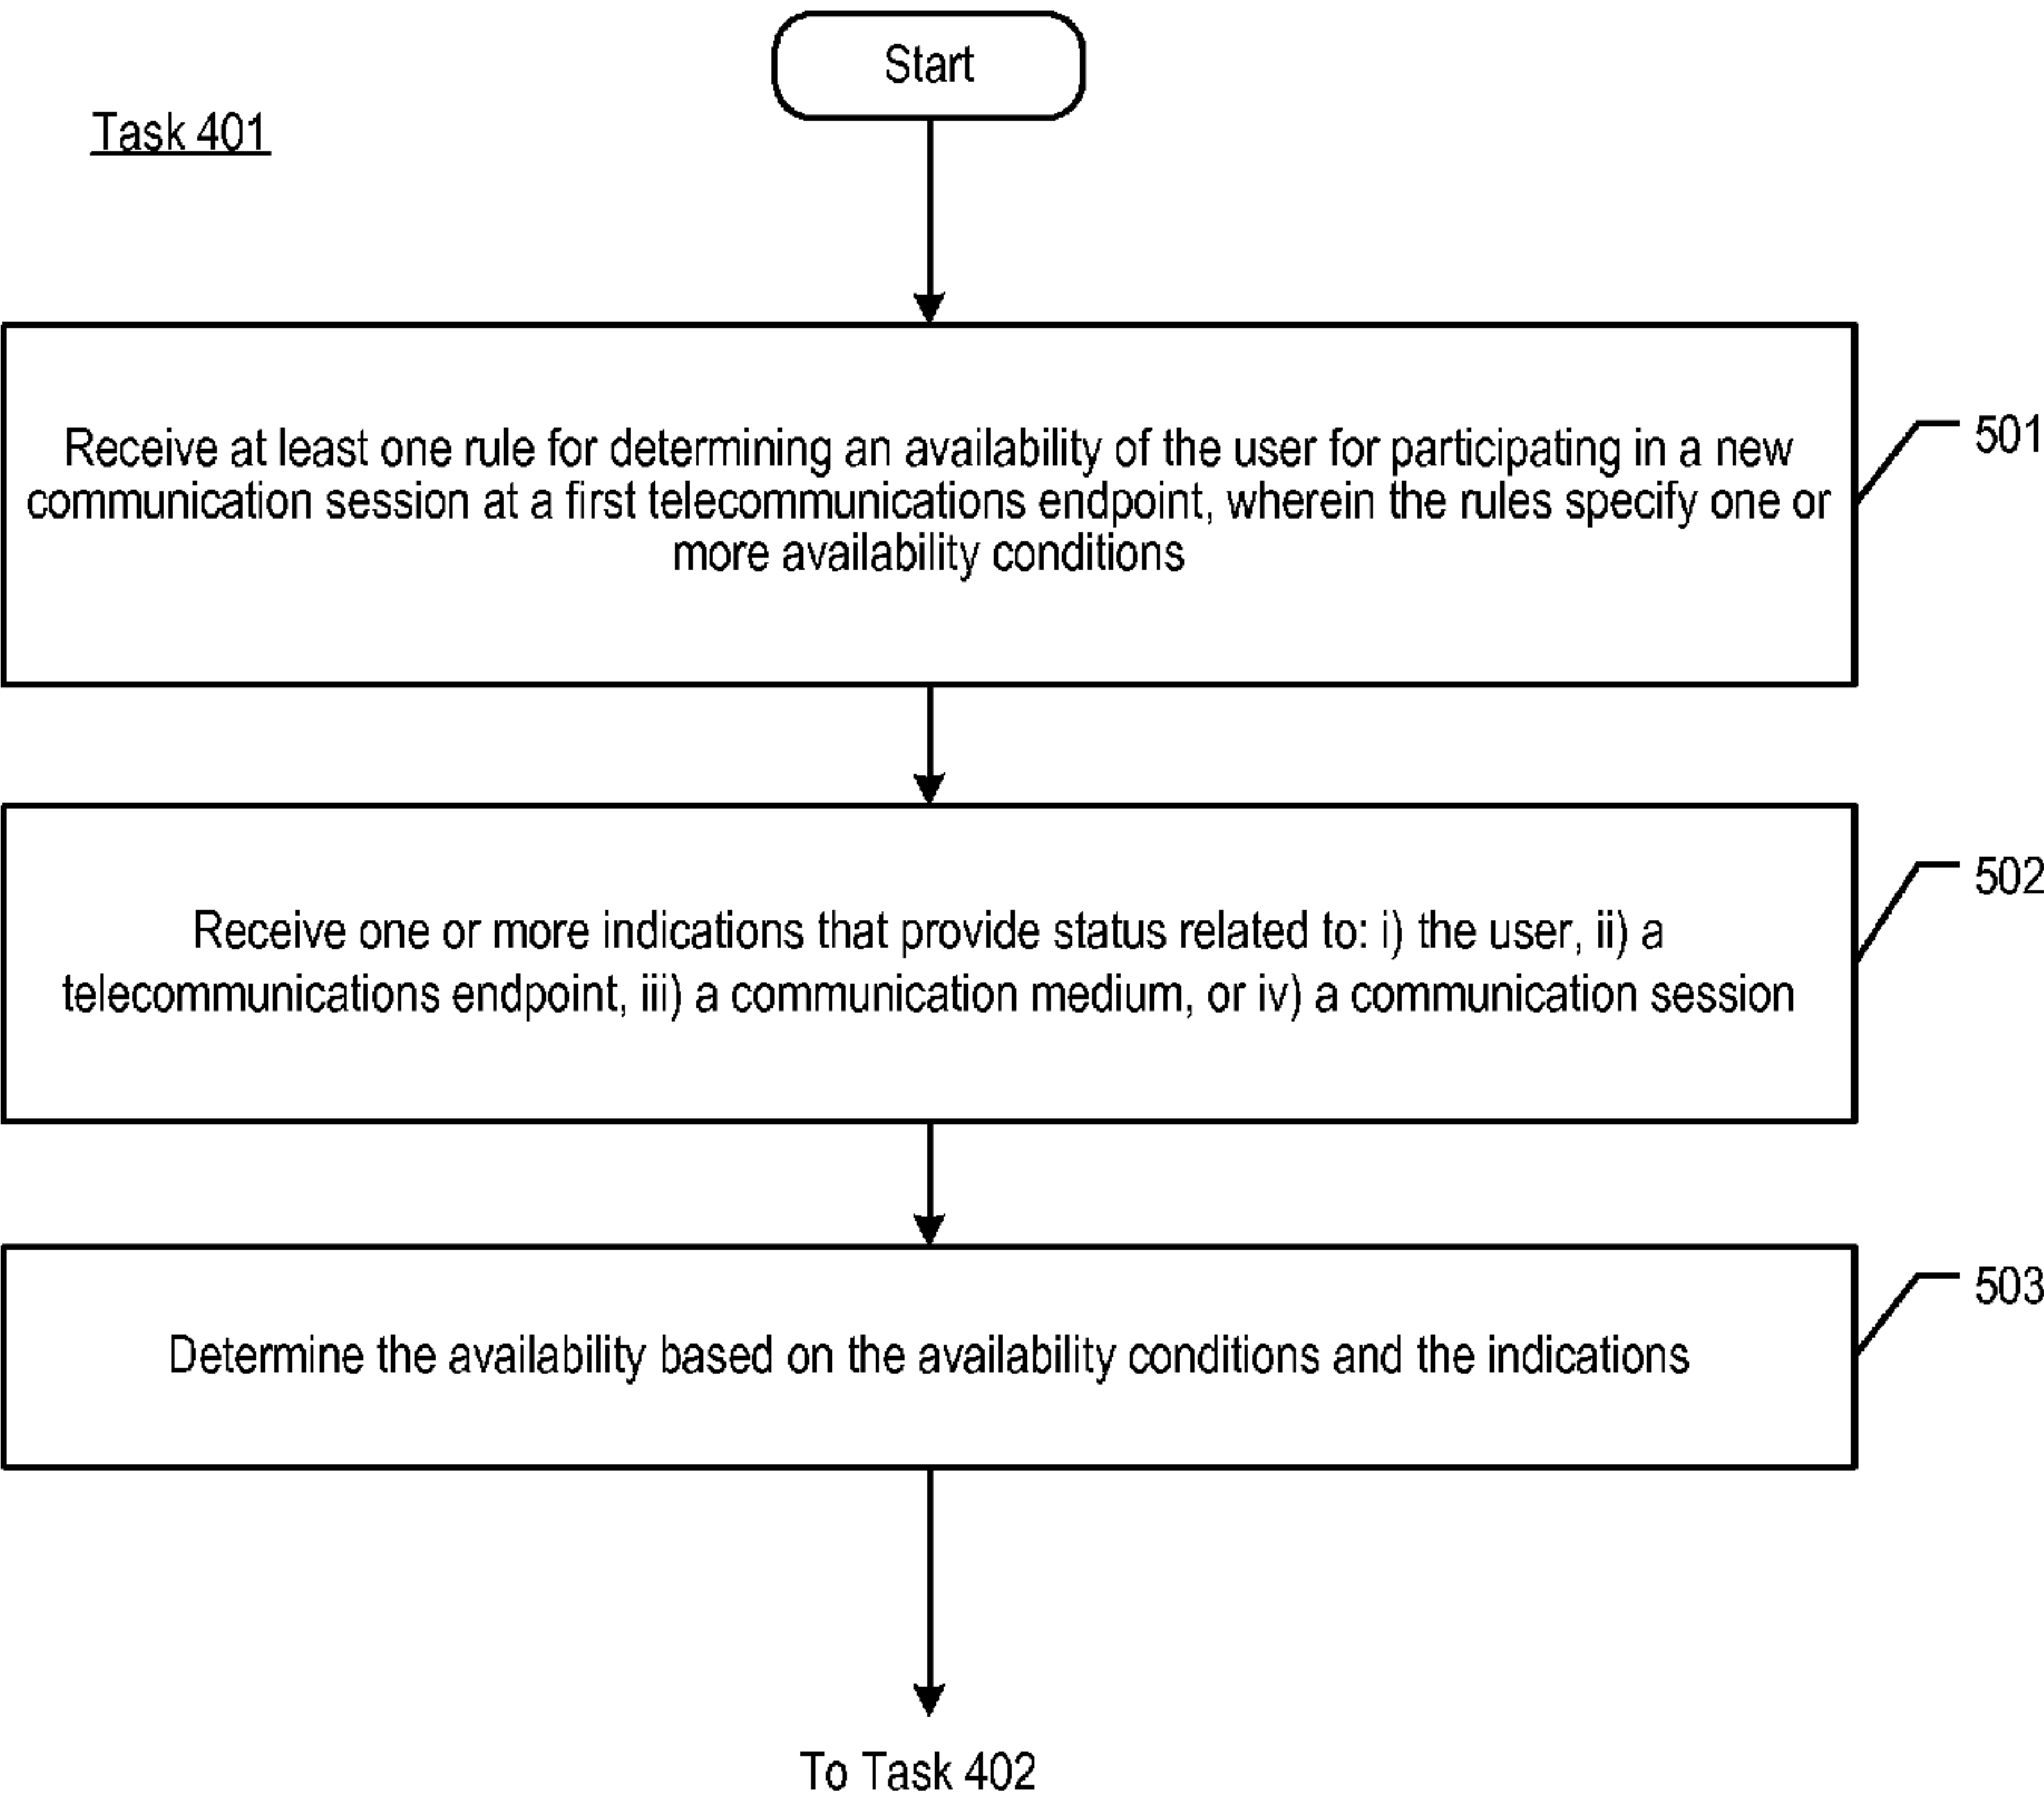 Start
Task 401
Receive at least one rule for determining an availability of the user for participating in a new
communication session at a first telecommunications endpoint, wherein the rules specify one or
more availability conditions
501
Receive one or more indications that provide status related to: i) the user, ii) a
telecommunications endpoint, iii) a communication medium, or iv) a communication session
502
Determine the availability based on the availability conditions and the indications
503
To Task 402